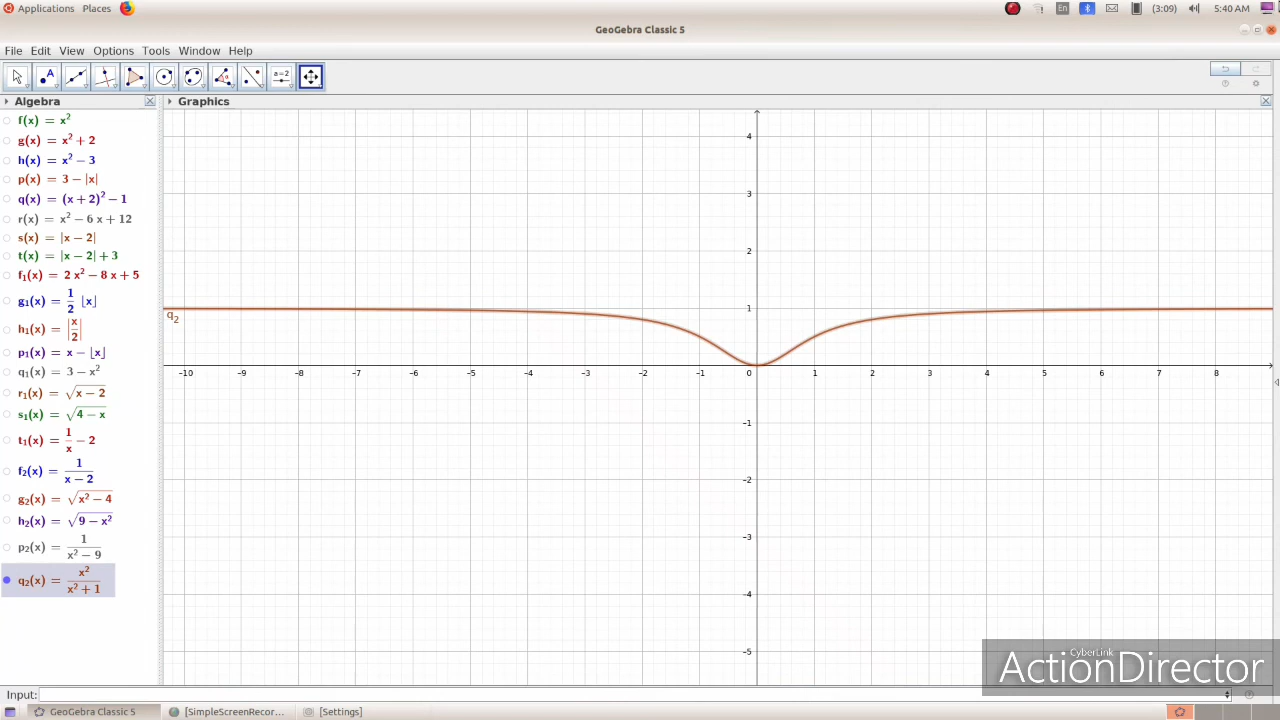 Applications Places En (3:09) 5:40 AM
GeoGebra Classic 5
File Edit View Options Tools Window Help
A a=2
Algebra Graphics
f(x) = x²
g(x) = x² + 2
h(x) = x² − 3
p(x) = 3 − |x|
q(x) = (x + 2)² − 1
r(x) = x² − 6 x + 12
s(x) = |x − 2|
t(x) = |x − 2| + 3
f₁(x) = 2 x² − 8 x + 5
g₁(x) = 1/2 ⌊x⌋
h₁(x) = |x/2|
p₁(x) = x − ⌊x⌋
q₁(x) = 3 − x²
r₁(x) = √(x − 2)
s₁(x) = √(4 − x)
t₁(x) = 1/x − 2
f₂(x) = 1/(x − 2)
g₂(x) = √(x² − 4)
h₂(x) = √(9 − x²)
p₂(x) = 1/(x² − 9)
q₂(x) = x²/(x² + 1)
4
3
2
1
q₂
-10 -9 -8 -7 -6 -5 -4 -3 -2 -1 0 1 2 3 4 5 6 7 8
-1
-2
-3
-4
-5
CyberLink
ActionDirector
Input:
GeoGebra Classic 5 [SimpleScreenRecor... [Settings]